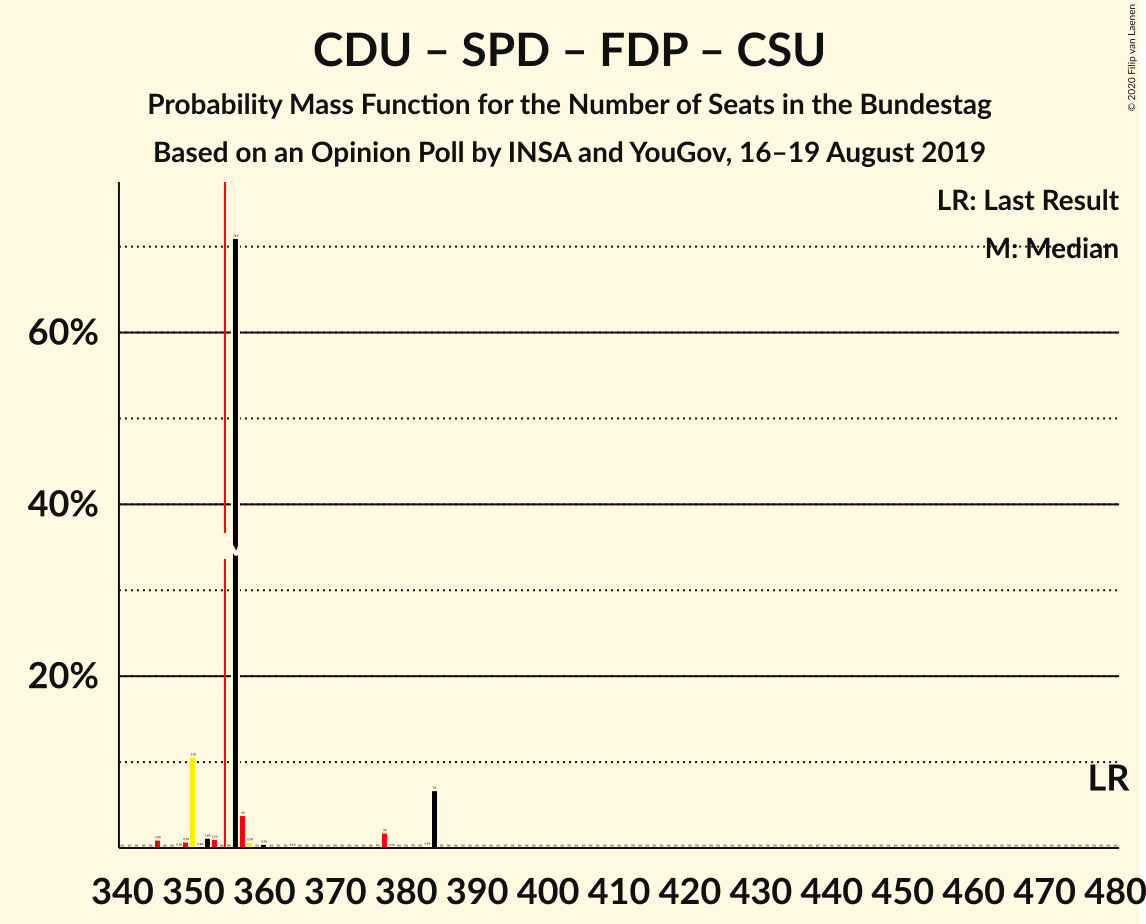 CDU – SPD – FDP – CSU
Probability Mass Function for the Number of Seats in the Bundestag
Based on an Opinion Poll by INSA and YouGov, 16–19 August 2019
© 2020 Filip van Laenen
LR: Last Result
M: Median
60%
40%
20%
LR
340 350 360 370 380 390 400 410 420 430 440 450 460 470 480